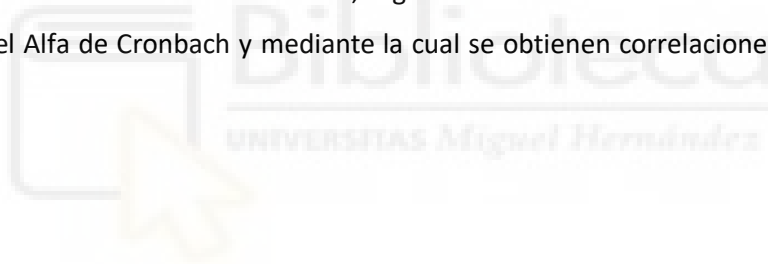 el Alfa de Cronbach y mediante la cual se obtienen correlacione
Biblioteca
UNIVERSITAS Miguel Hernández